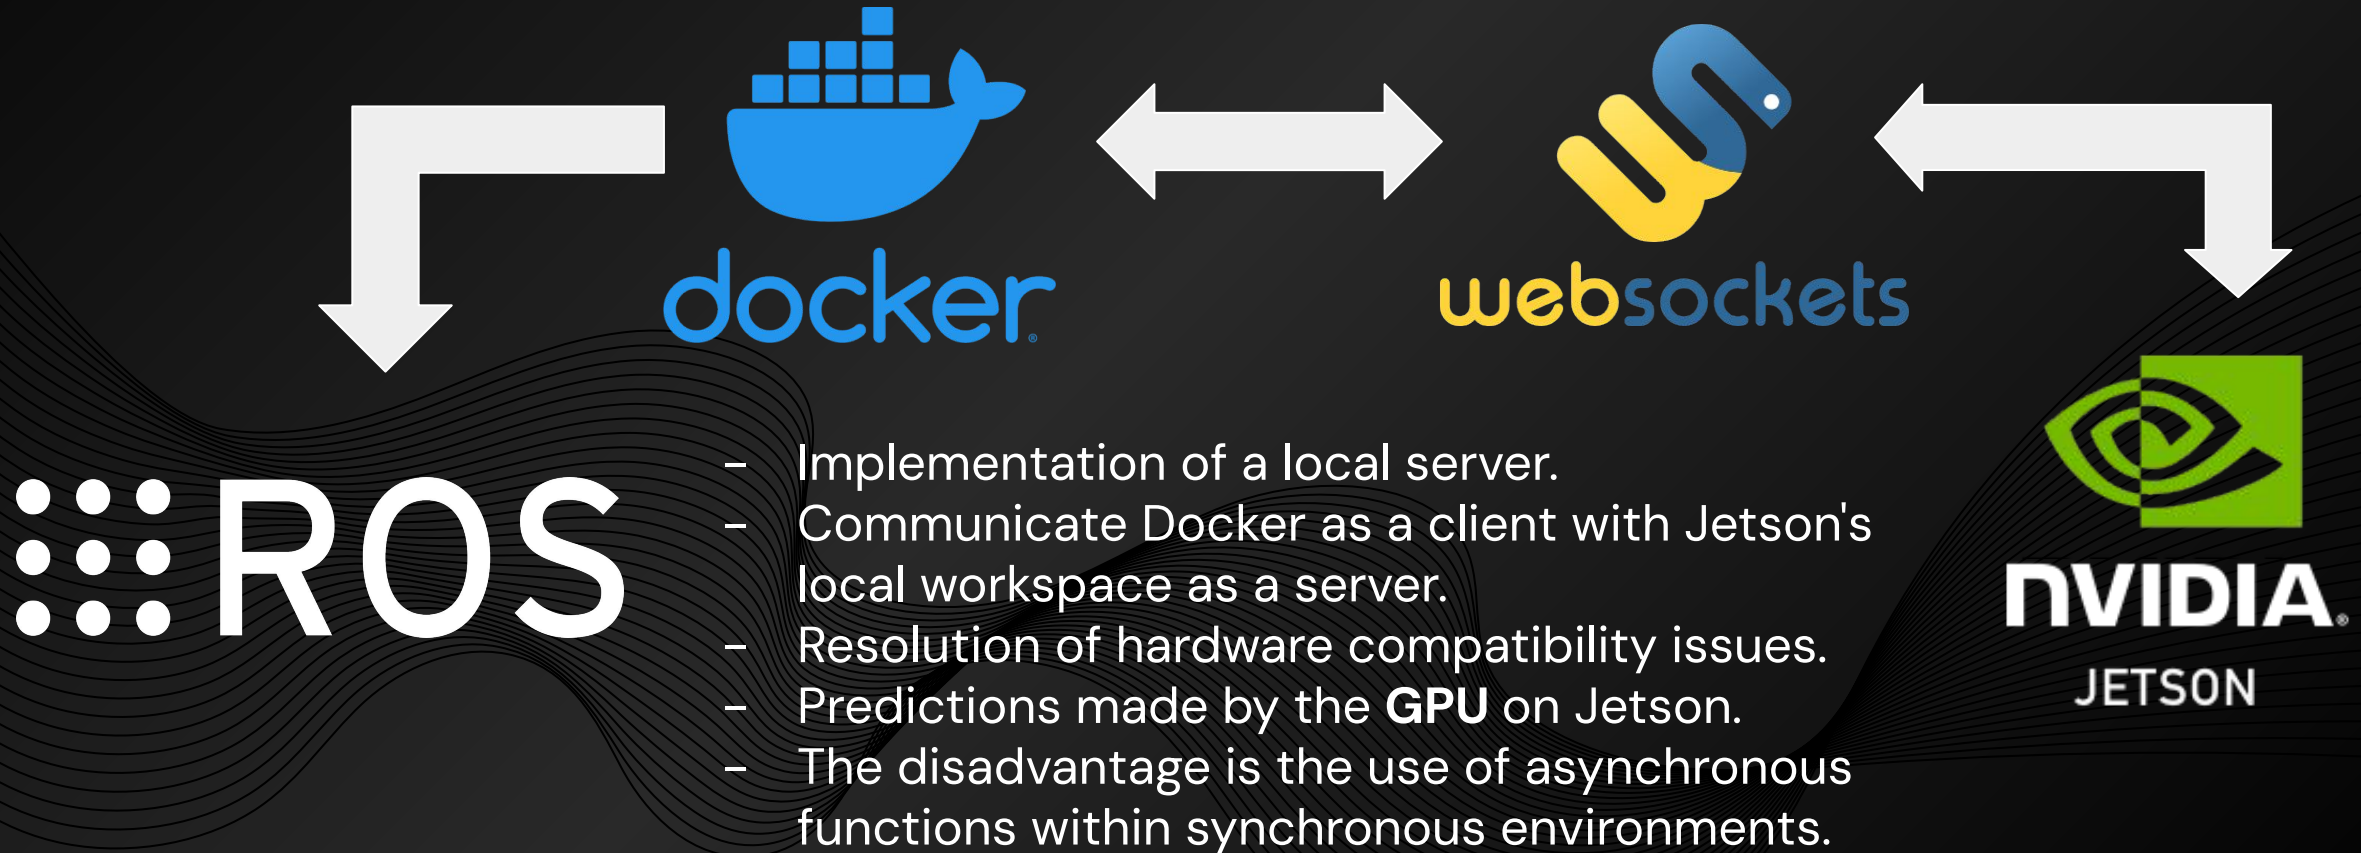 docker
websockets
ROS
- Implementation of a local server.
- Communicate Docker as a client with Jetson's
local workspace as a server.
- Resolution of hardware compatibility issues.
- Predictions made by the GPU on Jetson.
- The disadvantage is the use of asynchronous
functions within synchronous environments.
NVIDIA
JETSON